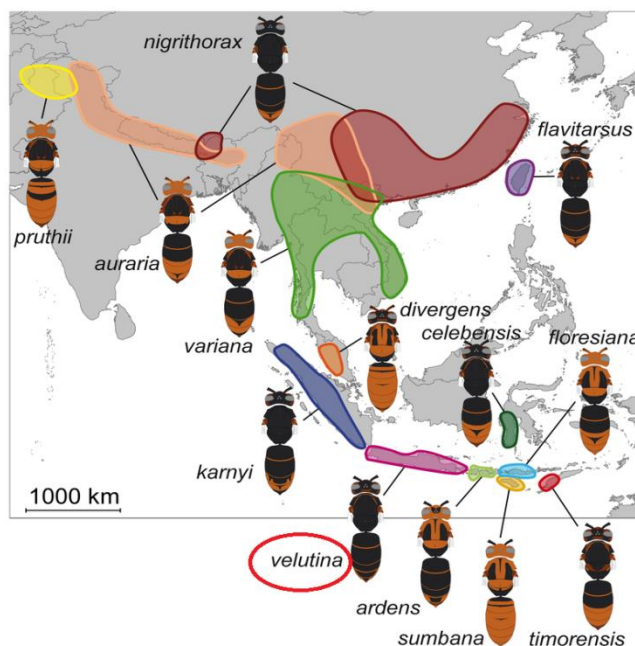 nigrithorax
flavitarsus
pruthii
auraria
variana
divergens
celebensis
floresiana
karnyi
1000 km
velutina
ardens
sumbana
timorensis